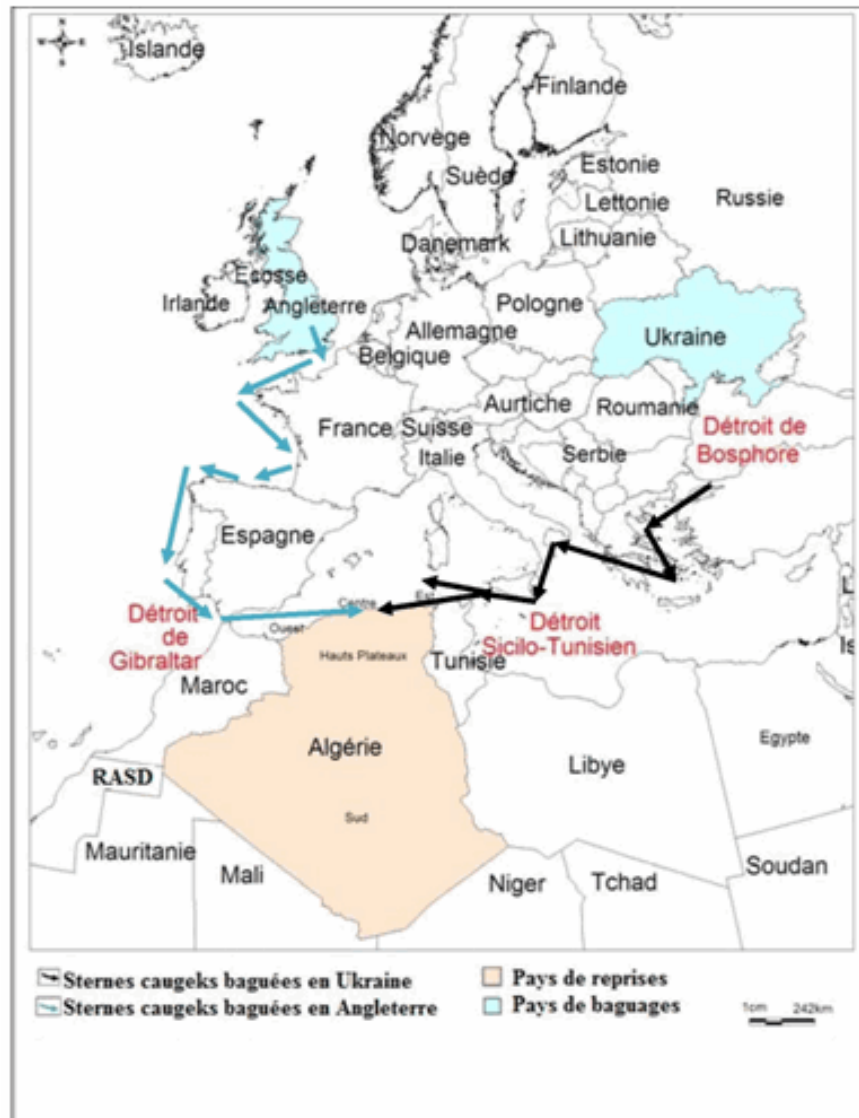 Islande
Finlande
Norvège
Suède
Estonie
Lettonie
Russie
Lithuanie
Danemark
Ecosse
Irlande
Angleterre
Pologne
Allemagne
Belgique
Ukraine
Aurtiche
Roumanie
France
Suisse
Italie
Serbie
Détroit de
Bosphore
Espagne
Centre
Est
Ouest
Détroit
de
Gibraltar
Détroit
Sicilo-Tunisien
Hauts Plateaux
Tunisie
Maroc
Algérie
Libye
Egypte
RASD
Sud
Mauritanie
Mali
Niger
Tchad
Soudan
Is
Sternes caugeks baguées en Ukraine
Sternes caugeks baguées en Angleterre
Pays de reprises
Pays de baguages
1cm 242km